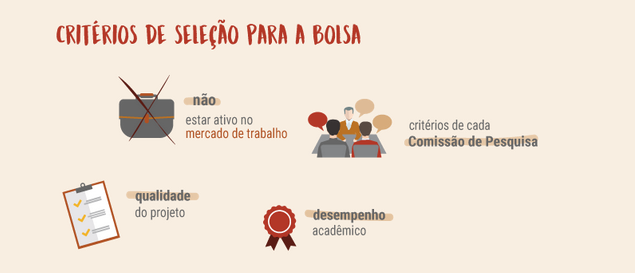 CRITÉRIOS DE SELEÇÃO PARA A BOLSA
não
estar ativo no
mercado de trabalho
critérios de cada
Comissão de Pesquisa
qualidade
do projeto
desempenho
acadêmico